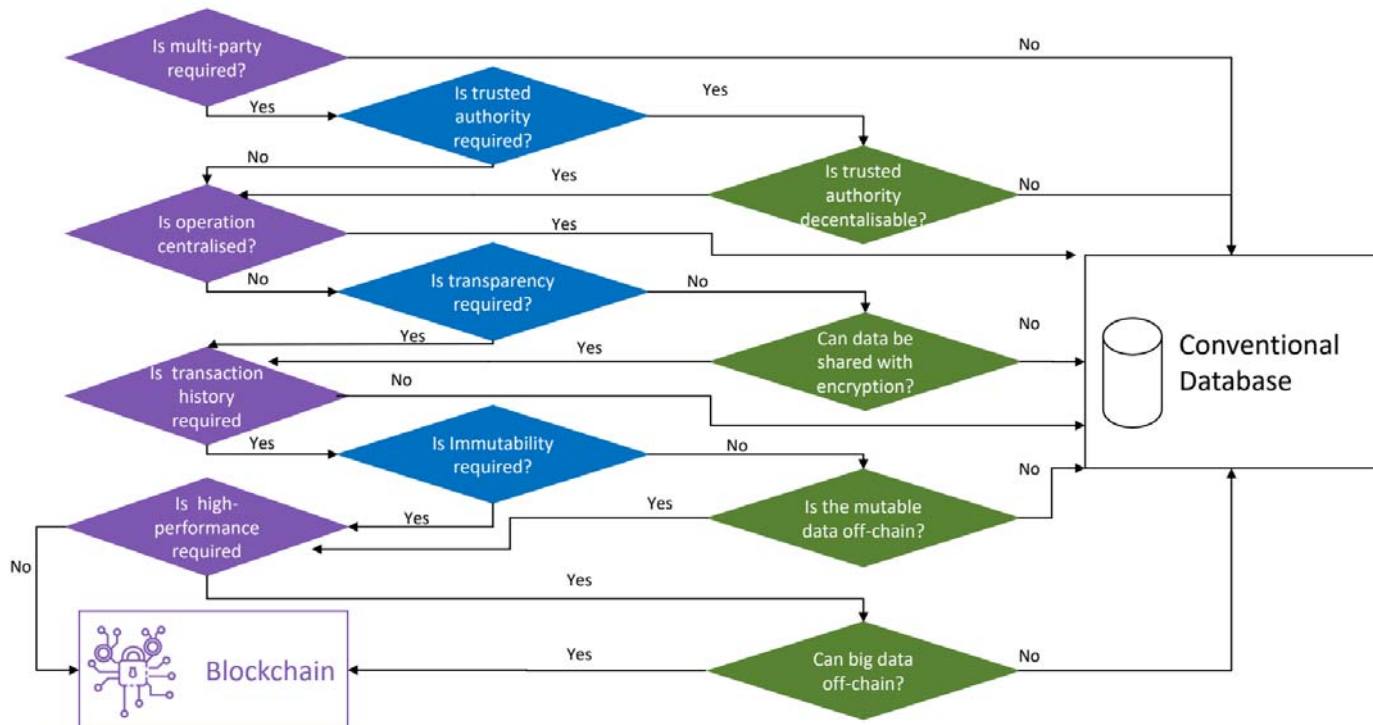 Is multi-party
required?
No
Yes
Is trusted
authority
required?
Yes
No
Is trusted
authority
decentalisable?
Yes
No
Is operation
centralised?
Yes
No
Is transparency
required?
No
Yes
Can data be
shared with
encryption?
Yes
No
Conventional
Database
Is  transaction
history
required
No
Yes
Is Immutability
required?
No
Yes
Is the mutable
data off-chain?
Yes
No
Is  high-
performance
required
No
Yes
Can big data
off-chain?
Yes
No
Blockchain